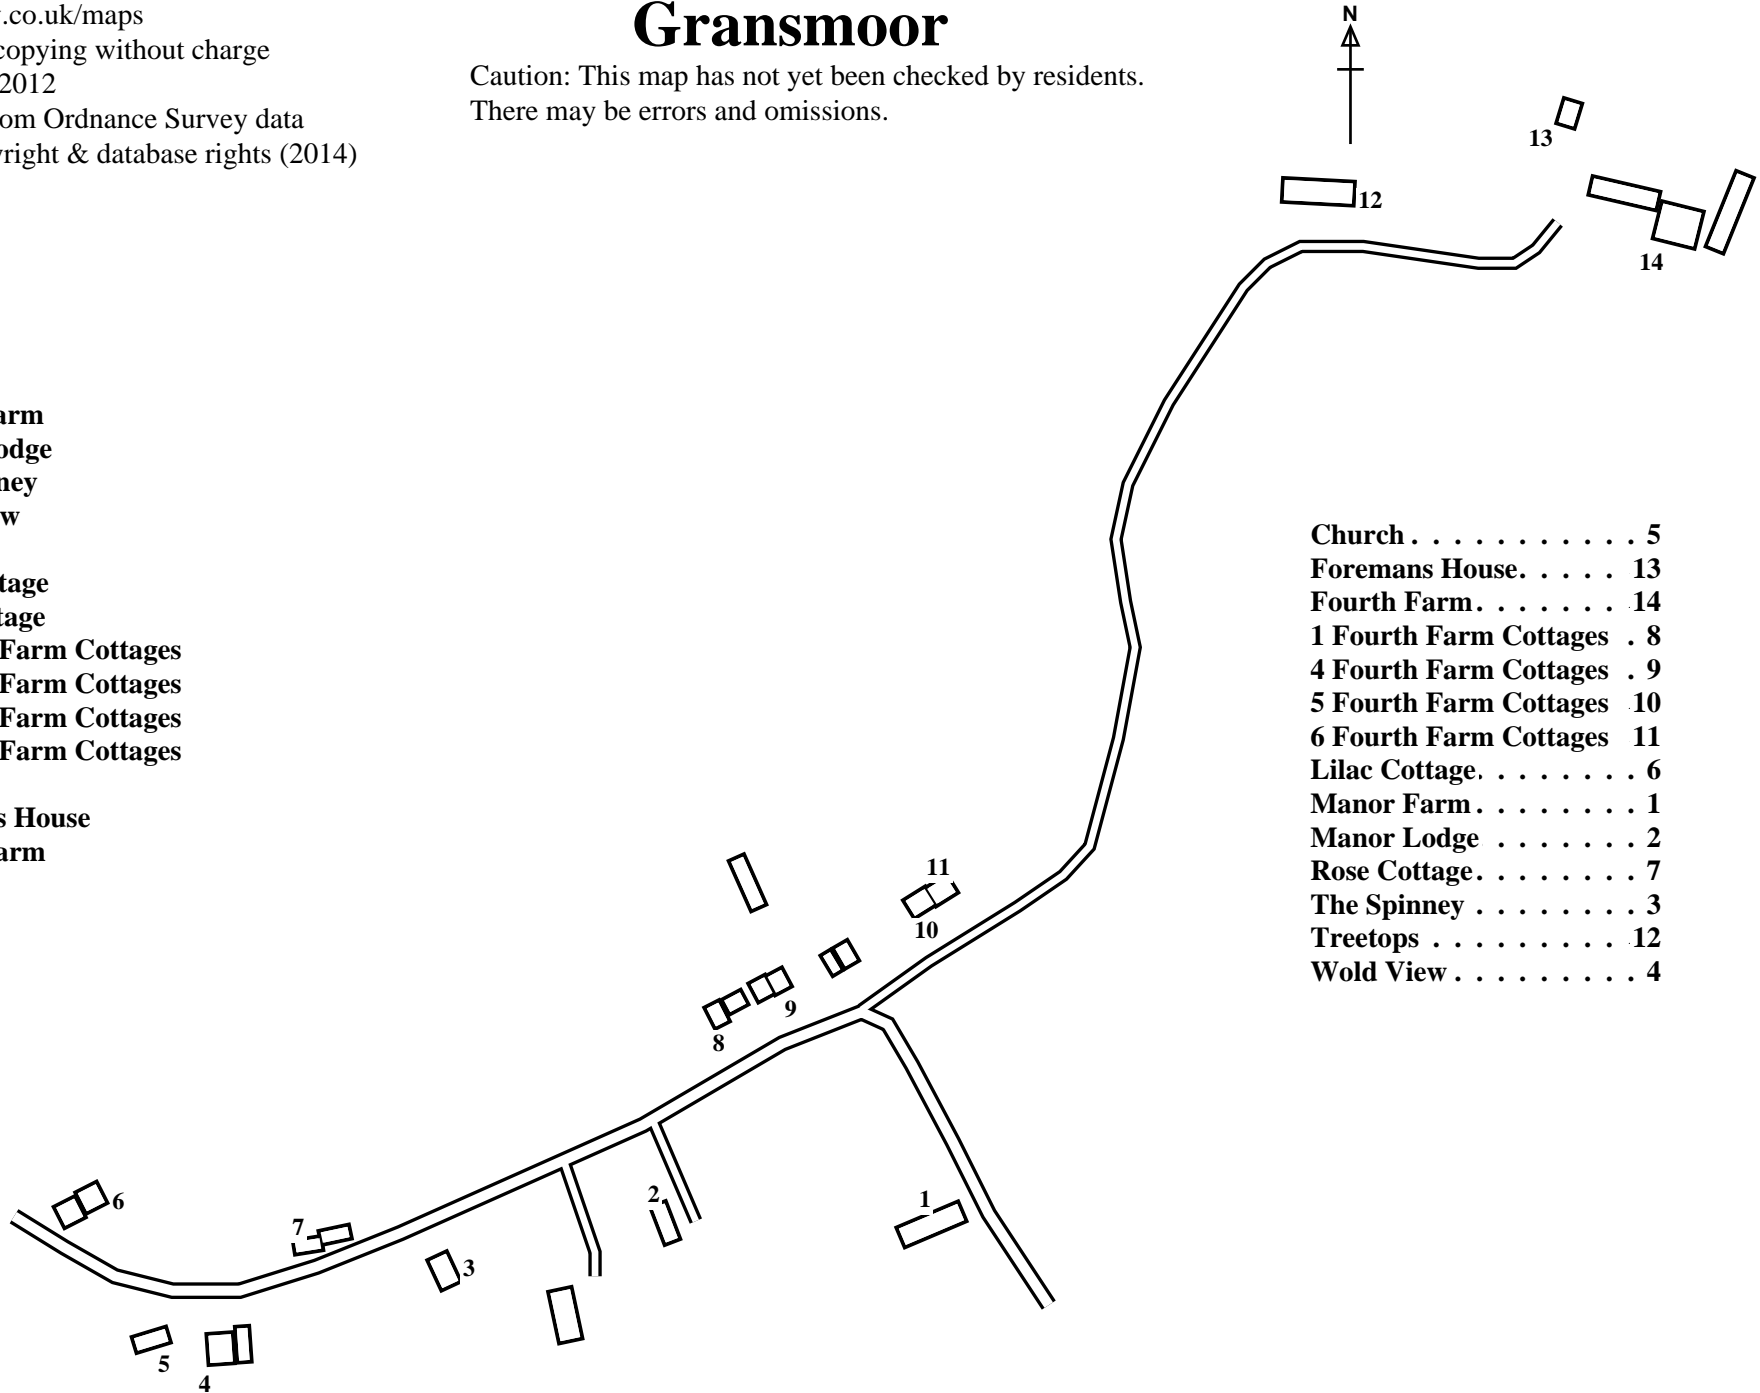 .co.uk/maps
copying without charge
2012
om Ordnance Survey data
right & database rights (2014)
Gransmoor
Caution: This map has not yet been checked by residents.
There may be errors and omissions.
N
13
12
14
arm
odge
ney
w
tage
tage
Farm Cottages
Farm Cottages
Farm Cottages
Farm Cottages
s House
arm
Church . . . . . . . . . . . 5
Foremans House. . . . . 13
Fourth Farm. . . . . . . 14
1 Fourth Farm Cottages . 8
4 Fourth Farm Cottages . 9
5 Fourth Farm Cottages 10
6 Fourth Farm Cottages 11
Lilac Cottage. . . . . . . . 6
Manor Farm. . . . . . . . 1
Manor Lodge . . . . . . . 2
Rose Cottage. . . . . . . . 7
The Spinney . . . . . . . . 3
Treetops . . . . . . . . . 12
Wold View . . . . . . . . . 4
11
10
9
8
6
7
2
1
3
5
4